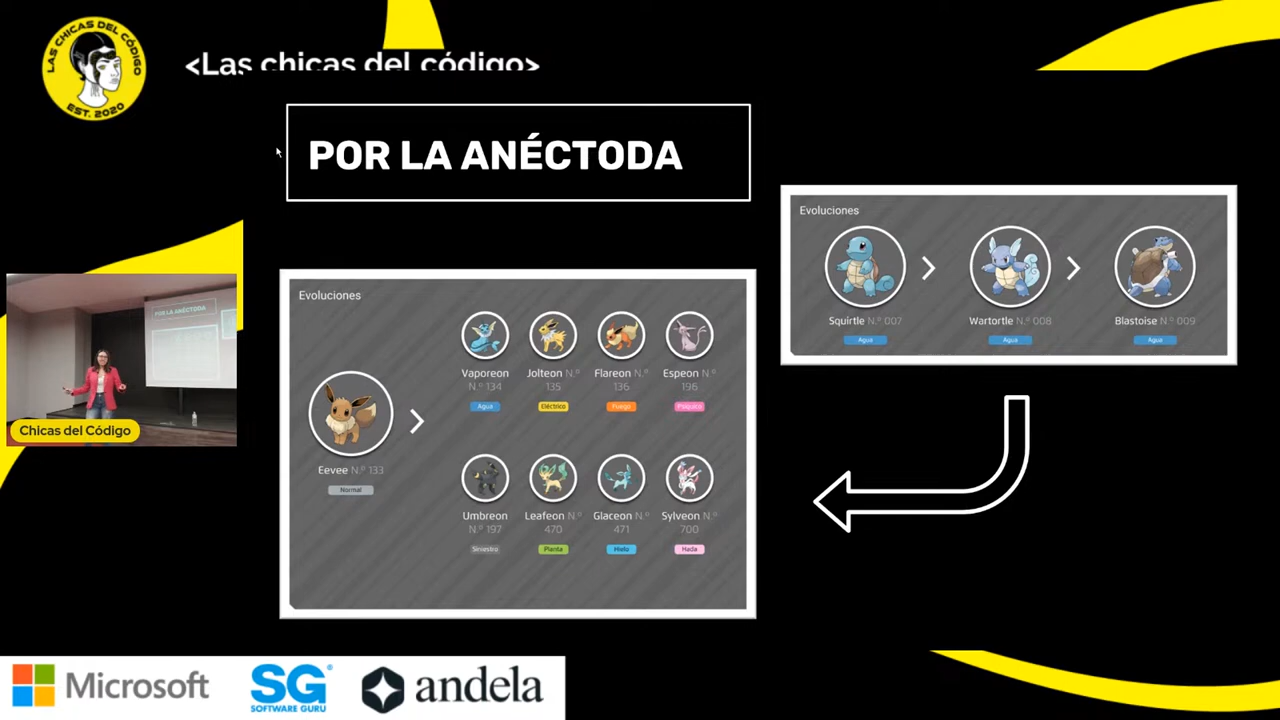 LAS CHICAS DEL CÓDIGO
EST. 2020
<Las chicas del código>
POR LA ANÉCTODA
Evoluciones
Squirtle N.º 007
Agua
Wartortle N.º 008
Agua
Blastoise N.º 009
Agua
Evoluciones
Eevee N.º 133
Normal
Vaporeon
N.º 134
Agua
Jolteon N.º
135
Eléctrico
Flareon N.º
136
Fuego
Espeon N.º
196
Psíquico
Umbreon
N.º 197
Siniestro
Leafeon N.º
470
Planta
Glaceon N.º
471
Hielo
Sylveon N.º
700
Hada
POR LA ANÉCTODA
Chicas del Código
Microsoft
SG
SOFTWARE GURU
andela